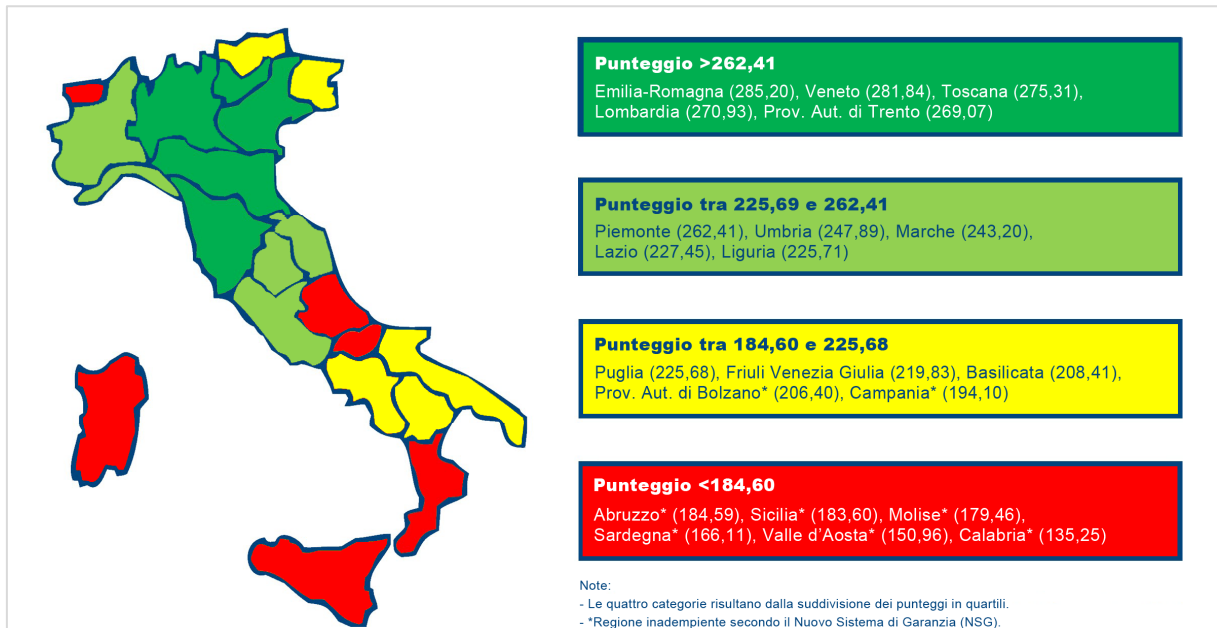 Punteggio >262,41
Emilia-Romagna (285,20), Veneto (281,84), Toscana (275,31),
Lombardia (270,93), Prov. Aut. di Trento (269,07)
Punteggio tra 225,69 e 262,41
Piemonte (262,41), Umbria (247,89), Marche (243,20),
Lazio (227,45), Liguria (225,71)
Punteggio tra 184,60 e 225,68
Puglia (225,68), Friuli Venezia Giulia (219,83), Basilicata (208,41),
Prov. Aut. di Bolzano* (206,40), Campania* (194,10)
Punteggio <184,60
Abruzzo* (184,59), Sicilia* (183,60), Molise* (179,46),
Sardegna* (166,11), Valle d'Aosta* (150,96), Calabria* (135,25)
Note:
- Le quattro categorie risultano dalla suddivisione dei punteggi in quartili.
- *Regione inadempiente secondo il Nuovo Sistema di Garanzia (NSG).